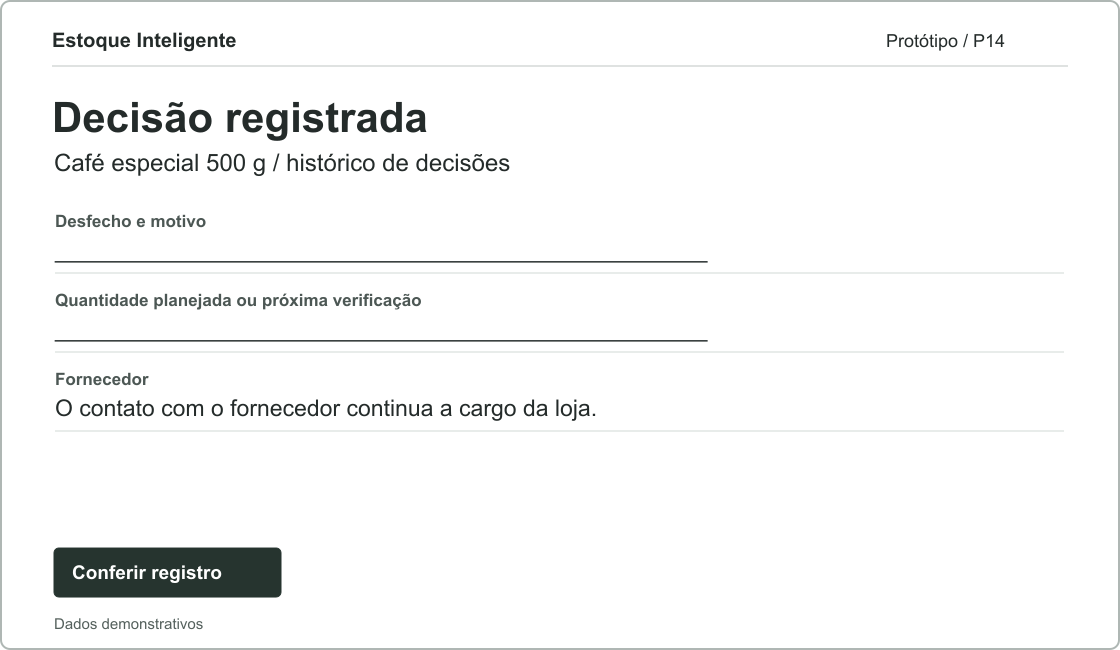 Estoque Inteligente
Protótipo / P14
Decisão registrada
Café especial 500 g / histórico de decisões
Desfecho e motivo
Quantidade planejada ou próxima verificação
Fornecedor
O contato com o fornecedor continua a cargo da loja.
Conferir registro
Dados demonstrativos